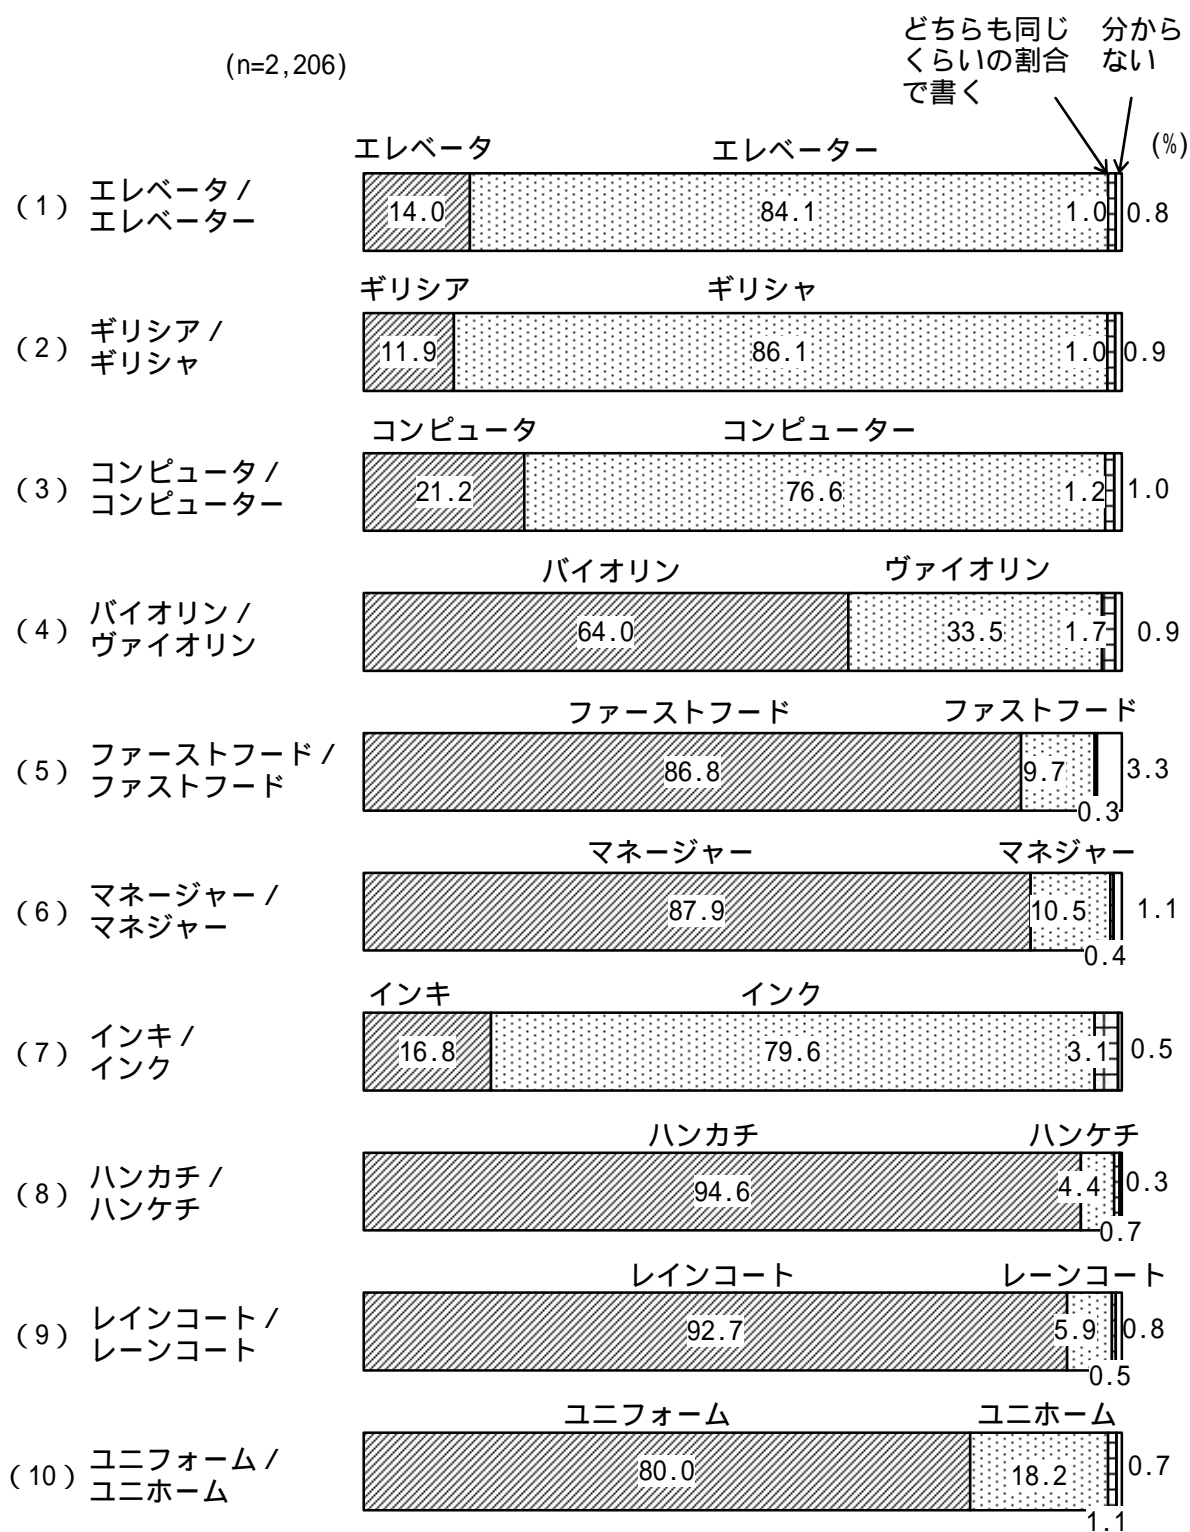 どちらも同じ 分から
くらいの割合 ない
で書く
(n=2,206)
(%)
エレベータ エレベーター
(1) エレベータ/
エレベーター
14.0 84.1 1.0 0.8
ギリシア ギリシャ
(2) ギリシア/
ギリシャ
11.9 86.1 1.0 0.9
コンピュータ コンピューター
(3) コンピュータ/
コンピューター
21.2 76.6 1.2 1.0
バイオリン ヴァイオリン
(4) バイオリン/
ヴァイオリン
64.0 33.5 1.7 0.9
ファーストフード ファストフード
(5) ファーストフード/
ファストフード
86.8 9.7 3.3
0.3
マネージャー マネジャー
(6) マネージャー/
マネジャー
87.9 10.5 1.1
0.4
インキ インク
(7) インキ/
インク
16.8 79.6 3.1 0.5
ハンカチ ハンケチ
(8) ハンカチ/
ハンケチ
94.6 4.4 0.3
0.7
レインコート レーンコート
(9) レインコート/
レーンコート
92.7 5.9 0.8
0.5
ユニフォーム ユニホーム
(10) ユニフォーム/
ユニホーム
80.0 18.2 0.7
1.1